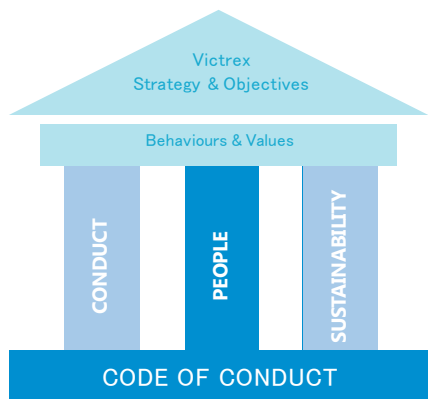 Victrex
Strategy & Objectives
Behaviours & Values
CONDUCT
PEOPLE
SUSTAINABILITY
CODE OF CONDUCT